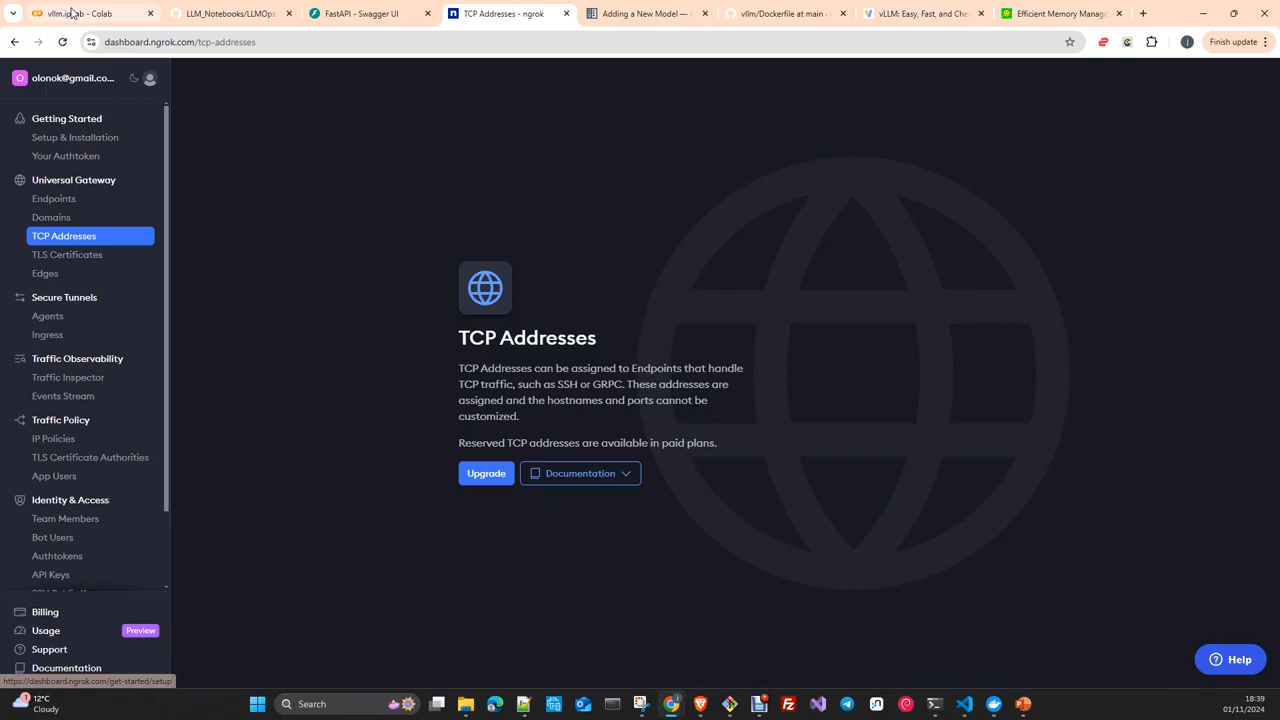 vllm.ipynb - Colab
LLM_Notebooks/LLMOps
FastAPI - Swagger UI
TCP Addresses - ngrok
Adding a New Model —
vllm/Dockerfile at main ·
vLLM: Easy, Fast, and Che
Efficient Memory Manage
dashboard.ngrok.com/tcp-addresses
j
Finish update
O
olonok@gmail.co...
Getting Started
Setup & Installation
Your Authtoken
Universal Gateway
Endpoints
Domains
TCP Addresses
TLS Certificates
Edges
Secure Tunnels
Agents
Ingress
Traffic Observability
Traffic Inspector
Events Stream
Traffic Policy
IP Policies
TLS Certificate Authorities
App Users
Identity & Access
Team Members
Bot Users
Authtokens
API Keys
Billing
Usage
Preview
Support
Documentation
https://dashboard.ngrok.com/get-started/setup
TCP Addresses
TCP Addresses can be assigned to Endpoints that handle
TCP traffic, such as SSH or GRPC. These addresses are
assigned and the hostnames and ports cannot be
customized.
Reserved TCP addresses are available in paid plans.
Upgrade
Documentation
Help
1
12°C
Cloudy
Search
18:39
01/11/2024